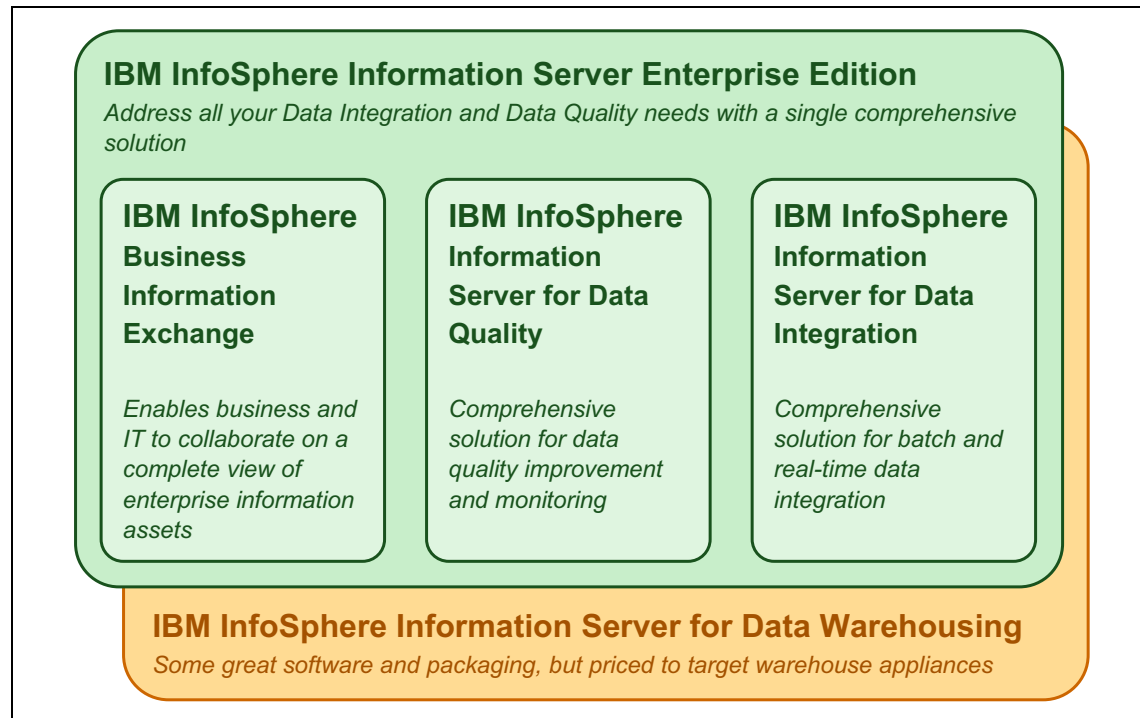 IBM InfoSphere Information Server Enterprise Edition
Address all your Data Integration and Data Quality needs with a single comprehensive
solution
IBM InfoSphere
Business
Information
Exchange
Enables business and
IT to collaborate on a
complete view of
enterprise information
assets
IBM InfoSphere
Information
Server for Data
Quality
Comprehensive
solution for data
quality improvement
and monitoring
IBM InfoSphere
Information
Server for Data
Integration
Comprehensive
solution for batch and
real-time data
integration
IBM InfoSphere Information Server for Data Warehousing
Some great software and packaging, but priced to target warehouse appliances